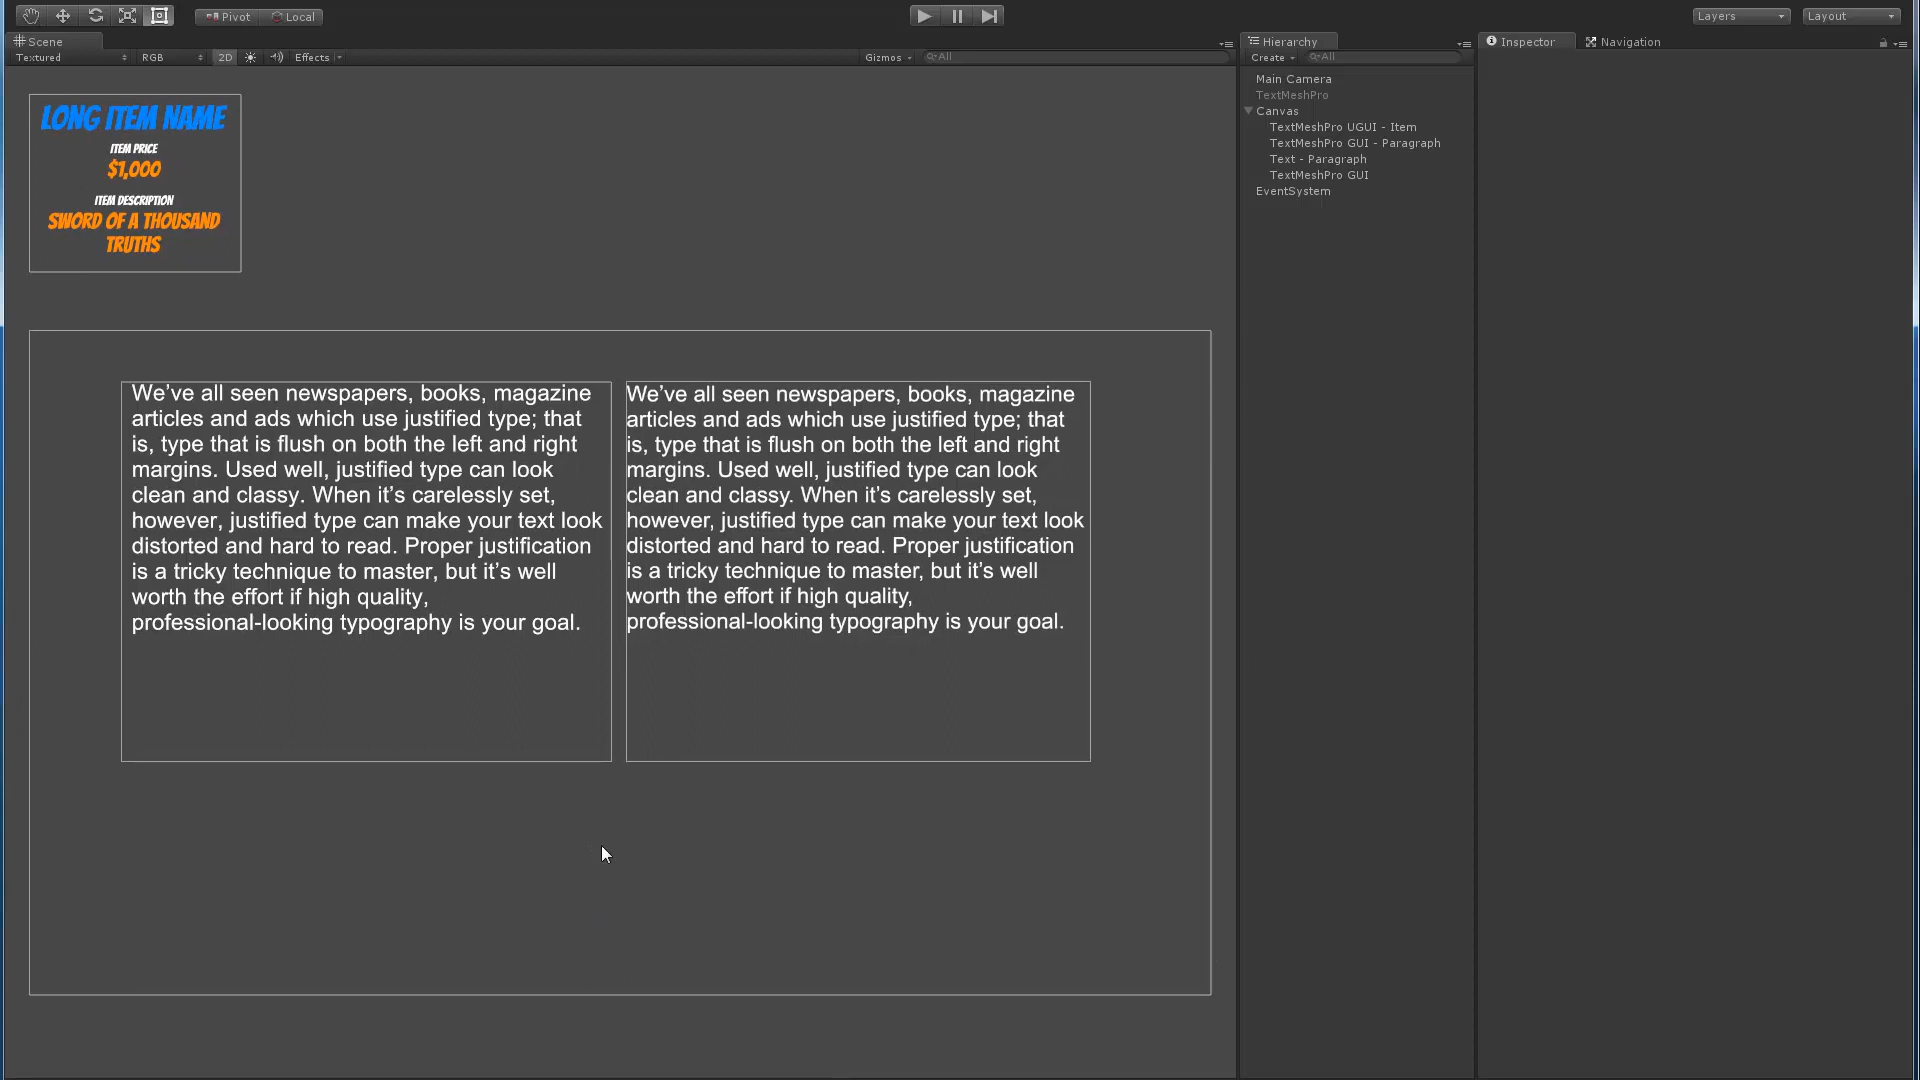 Pivot
Local
Layers
Layout
Scene
Textured
RGB
2D
Effects
Gizmos
All
Hierarchy
Create
All
Main Camera
TextMeshPro
Canvas
TextMeshPro UGUI - Item
TextMeshPro GUI - Paragraph
Text - Paragraph
TextMeshPro GUI
EventSystem
Inspector
Navigation
LONG ITEM NAME
ITEM PRICE
$1,000
ITEM DESCRIPTION
SWORD OF A THOUSAND
TRUTHS
We’ve all seen newspapers, books, magazine
articles and ads which use justified type; that
is, type that is flush on both the left and right
margins. Used well, justified type can look
clean and classy. When it’s carelessly set,
however, justified type can make your text look
distorted and hard to read. Proper justification
is a tricky technique to master, but it’s well
worth the effort if high quality,
professional-looking typography is your goal.
We’ve all seen newspapers, books, magazine
articles and ads which use justified type; that
is, type that is flush on both the left and right
margins. Used well, justified type can look
clean and classy. When it’s carelessly set,
however, justified type can make your text look
distorted and hard to read. Proper justification
is a tricky technique to master, but it’s well
worth the effort if high quality,
professional-looking typography is your goal.